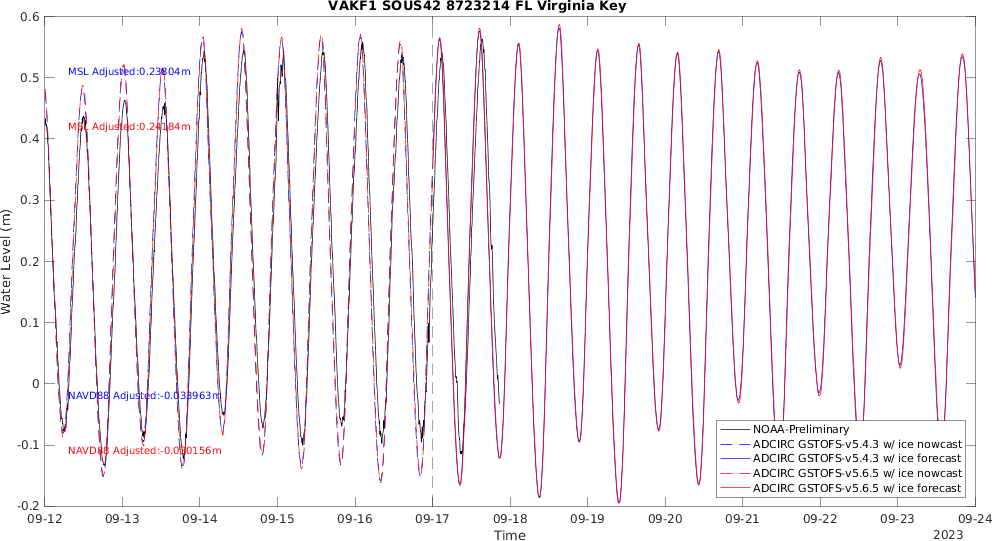 VAKF1 SOUS42 8723214 FL Virginia Key
0.6
0.5
0.4
0.3
0.2
0.1
0
-0.1
-0.2
Water Level (m)
MSL Adjusted:0.23804m
MSL Adjusted:0.24184m
NAVD88 Adjusted:-0.033963m
NOAA-Preliminary
ADCIRC GSTOFS-v5.4.3 w/ ice nowcast
ADCIRC GSTOFS-v5.4.3 w/ ice forecast
ADCIRC GSTOFS-v5.6.5 w/ ice nowcast
ADCIRC GSTOFS-v5.6.5 w/ ice forecast
NAVD88 Adjusted:
09-12 09-13 09-14 09-15 09-16 09-17 09-18 09-19 09-20 09-21 09-22 09-23 09-24
Time
2023